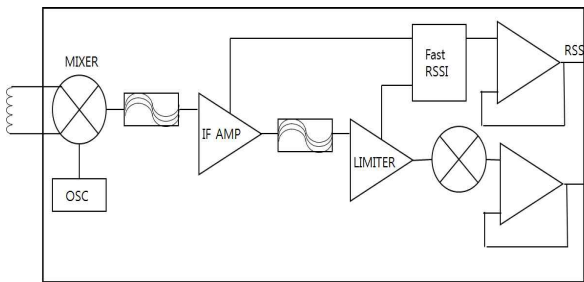 MIXER
Fast
RSSI
RSS
IF AMP
LIMITER
OSC